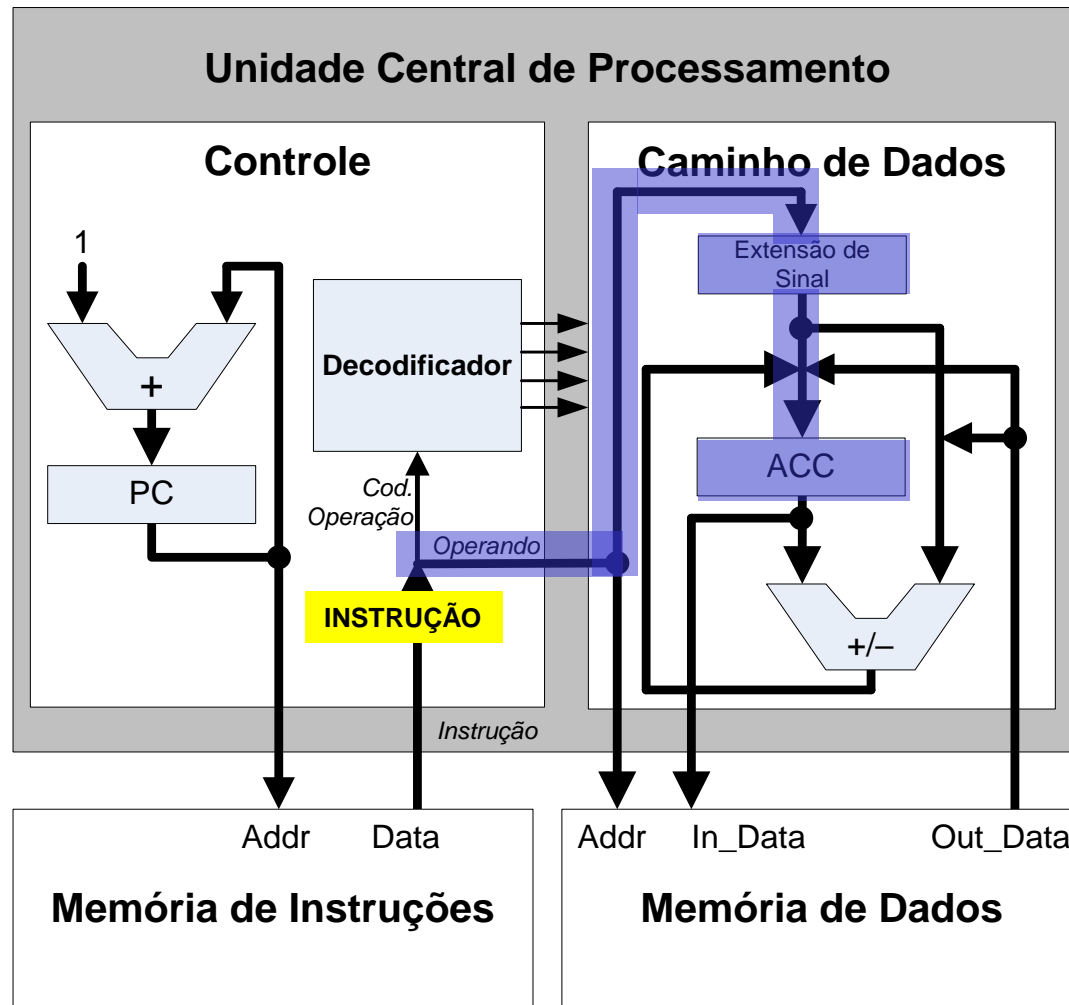 Unidade Central de Processamento
Controle
Caminho de Dados
1
Extensão de
Sinal
Decodificador
+
ACC
PC
Cod.
Operação
Operando
INSTRUÇÃO
+/–
Instrução
Addr
Data
Addr
In_Data
Out_Data
Memória de Instruções
Memória de Dados